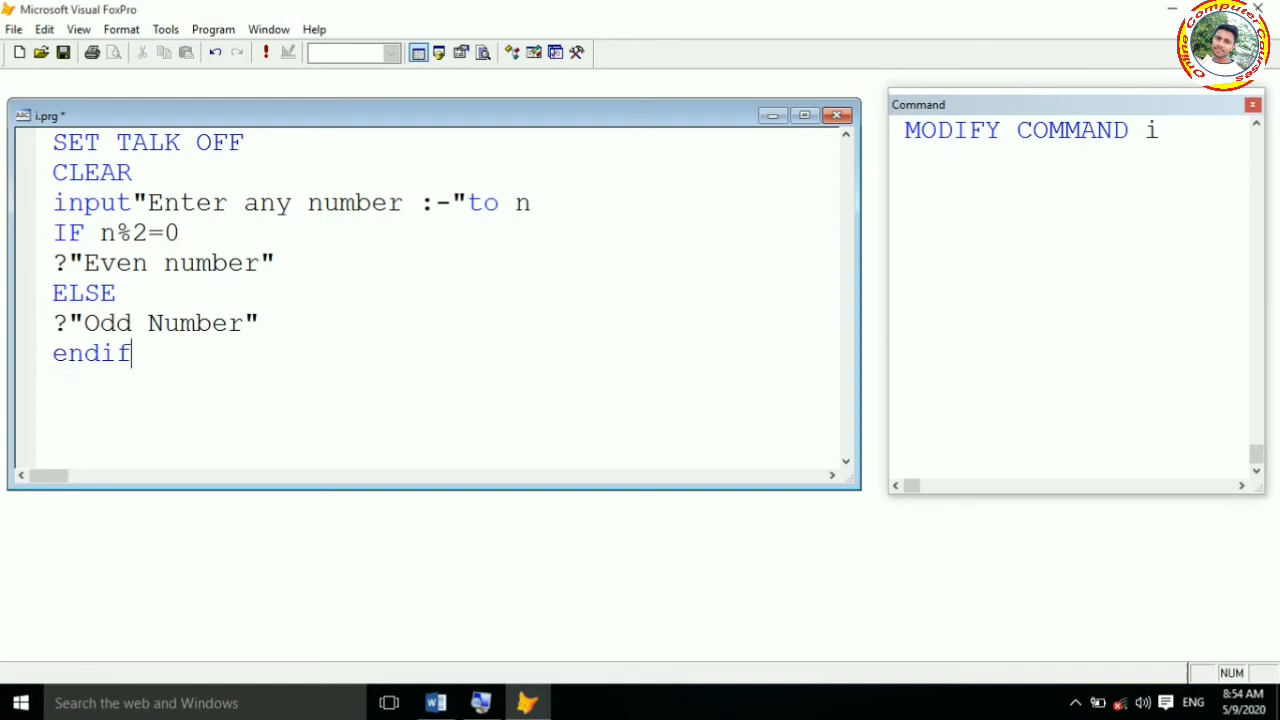 Microsoft Visual FoxPro
File Edit View Format Tools Program Window Help
Online Computer Courses
i.prg *
SET TALK OFF
CLEAR
input"Enter any number :-"to n
IF n%2=0
?"Even number"
ELSE
?"Odd Number"
endif
Command
MODIFY COMMAND i
NUM
Search the web and Windows
ENG
8:54 AM
5/9/2020